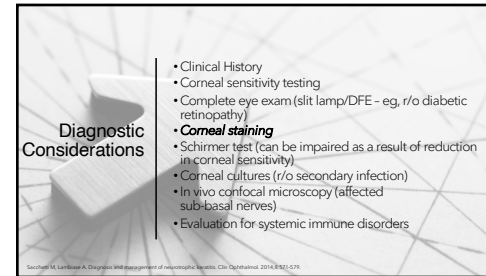 Diagnostic
Considerations
• Clinical History
• Corneal sensitivity testing
• Complete eye exam (slit lamp/DFE – eg, r/o diabetic
retinopathy)
• Corneal staining
• Schirmer test (can be impaired as a result of reduction
in corneal sensitivity)
• Corneal cultures (r/o secondary infection)
• In vivo confocal microscopy (affected
sub-basal nerves)
• Evaluation for systemic immune disorders
Sacchetti M, Lambiase A. Diagnosis and management of neurotrophic keratitis. Clin Ophthalmol. 2014;8:571-579.